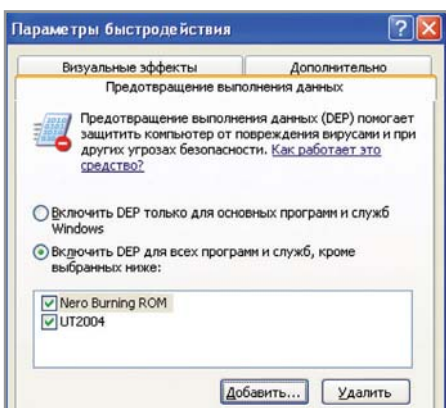 Параметры быстродействия
Визуальные эффекты
Дополнительно
Предотвращение выполнения данных
Предотвращение выполнения данных (DEP) помогает
защитить компьютер от повреждения вирусами и при
других угрозах безопасности. Как работает это
средство?
Включить DEP только для основных программ и служб
Windows
Включить DEP для всех программ и служб, кроме
выбранных ниже:
Nero Burning ROM
UT2004
Добавить...
Удалить